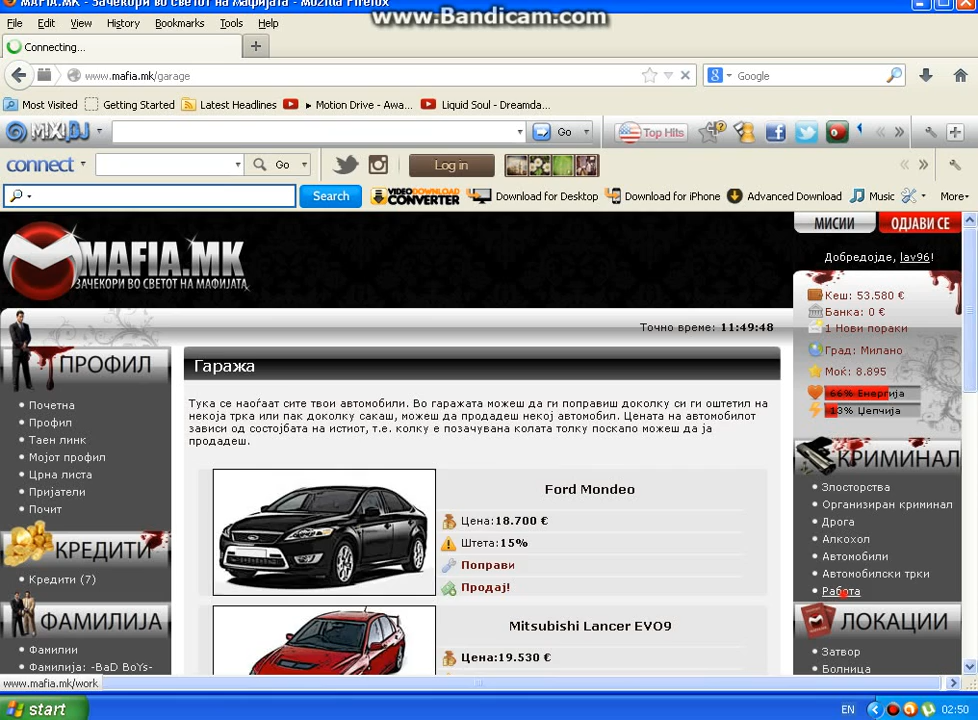 MAFIA.MK - Зачекори во светот на Мафијата - Mozilla Firefox
www.Bandicam.com
File Edit View History Bookmarks Tools Help
Connecting...
www.mafia.mk/garage
Google
Most Visited Getting Started Latest Headlines ► Motion Drive - Awa... Liquid Soul - Dreamda...
MIXIDJ Go Top Hits
connect Go Log in
Search VIDEO DOWNLOAD CONVERTER Download for Desktop Download for iPhone Advanced Download Music More
МИСИИ ОДЈАВИ СЕ
MAFIA.MK
ЗАЧЕКОРИ ВО СВЕТОТ НА МАФИЈАТА
Добредојде, lav96!
Кеш: 53.580 €
Банка: 0 €
1 Нови пораки
Град: Милано
Моќ: 8.895
66% Енергија
13% Џепчија
Точно време: 11:49:48
ПРОФИЛ
Почетна
Профил
Таен линк
Мојот профил
Црна листа
Пријатели
Почит
КРЕДИТИ
Кредити (7)
ФАМИЛИЈА
Фамилии
Фамилија: -BaD BoYs-
Гаража
Тука се наоѓаат сите твои автомобили. Во гаражата можеш да ги поправиш доколку си ги оштетил на
некоја трка или пак доколку сакаш, можеш да продадеш некој автомобил. Цената на автомобилот
зависи од состојбата на истиот, т.е. колку е позачувана колата толку поскапо можеш да ја
продадеш.
Ford Mondeo
Цена:18.700 €
Штета:15%
Поправи
Продај!
Mitsubishi Lancer EVO9
Цена:19.530 €
КРИМИНАЛ
Злосторства
Организиран криминал
Дрога
Алкохол
Автомобили
Автомобилски трки
Работа
ЛОКАЦИИ
Затвор
Болница
www.mafia.mk/work
start EN 02:50